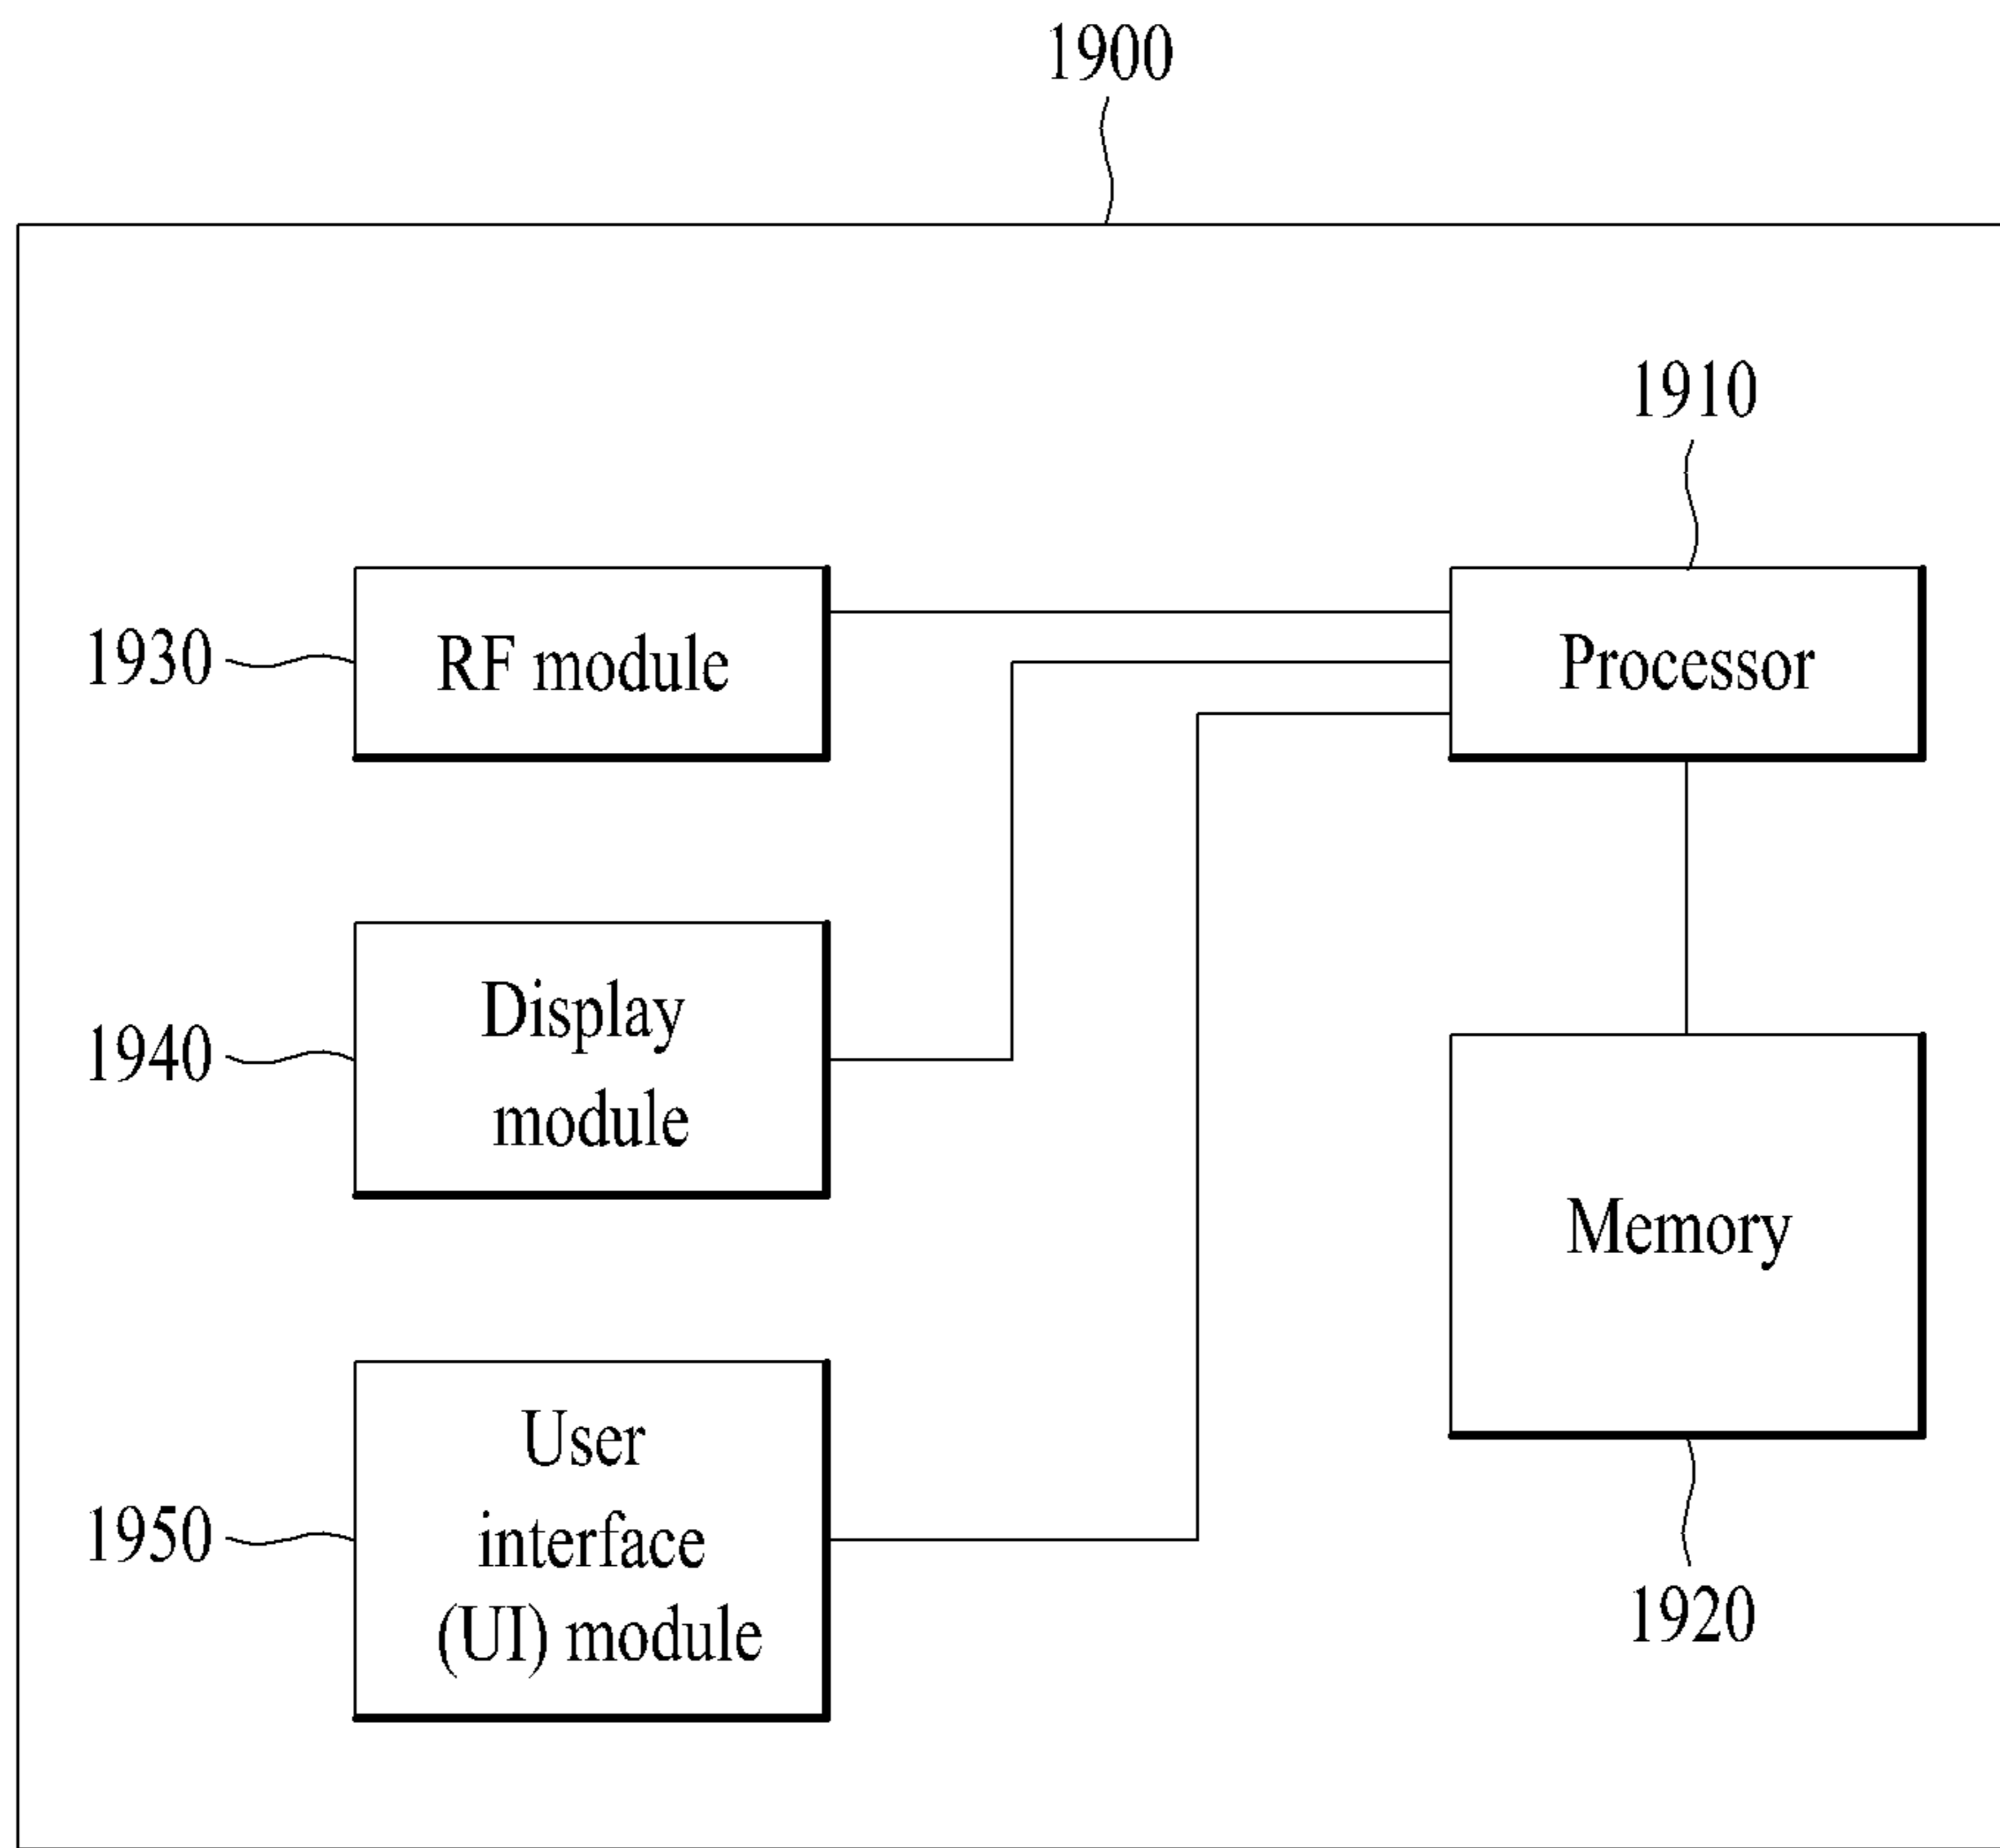 1900
1910
1930
RF module
Processor
1940
Display
module
Memory
1950
User
interface
(UI) module
1920